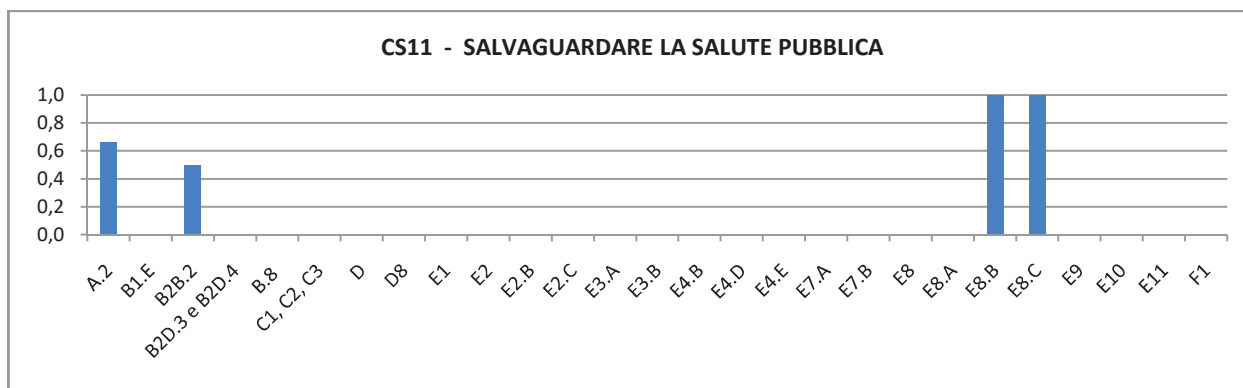 CS11 - SALVAGUARDARE LA SALUTE PUBBLICA
1,0
0,8
0,6
0,4
0,2
0,0
A.2
B1.E
B2B.2
B2D.3 e B2D.4
B.8
C1, C2, C3
D
D8
E1
E2
E2.B
E2.C
E3.A
E3.B
E4.B
E4.D
E4.E
E7.A
E7.B
E8
E8.A
E8.B
E8.C
E9
E10
E11
F1